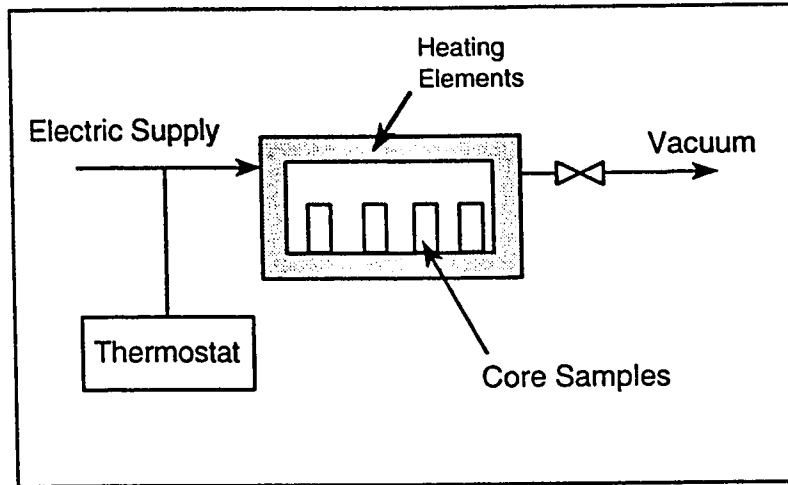 Heating
Elements
Electric Supply
Vacuum
Thermostat
Core Samples